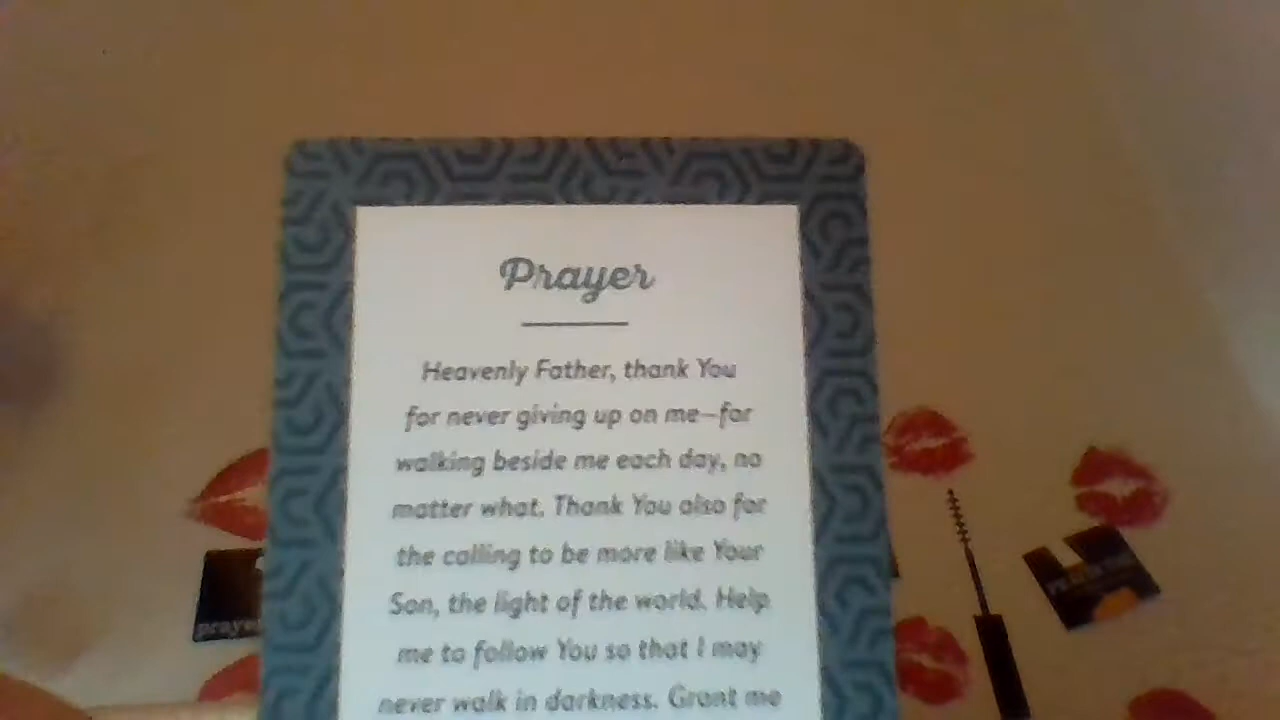 Prayer
Heavenly Father, thank You
for never giving up on me—for
walking beside me each day, no
matter what. Thank You also for
the calling to be more like Your
Son, the light of the world. Help
me to follow You so that I may
never walk in darkness. Grant me
prayer